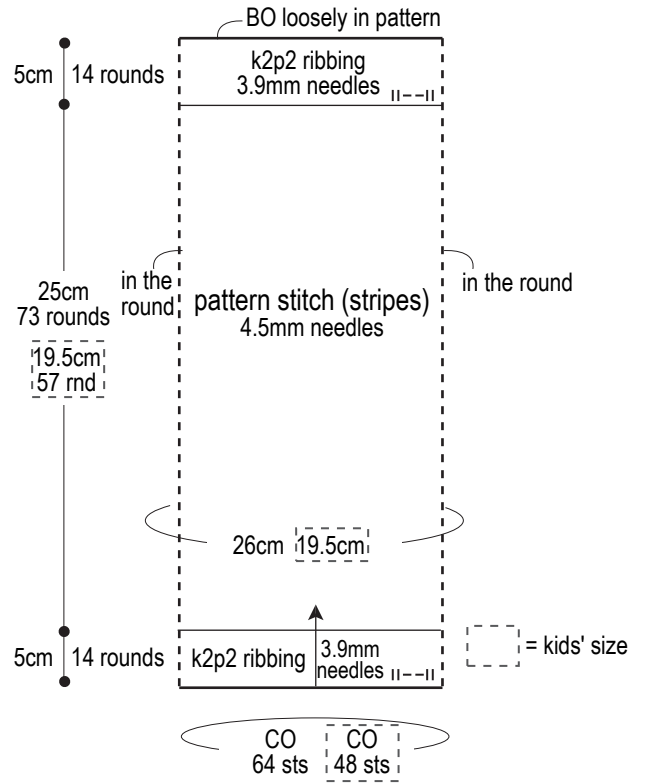 BO loosely in pattern
5cm
14 rounds
k2p2 ribbing
3.9mm needles
in the
round
in the round
pattern stitch (stripes)
4.5mm needles
25cm
73 rounds
19.5cm
57 rnd
26cm
19.5cm
5cm
14 rounds
k2p2 ribbing
3.9mm
needles
= kids' size
CO
64 sts
CO
48 sts